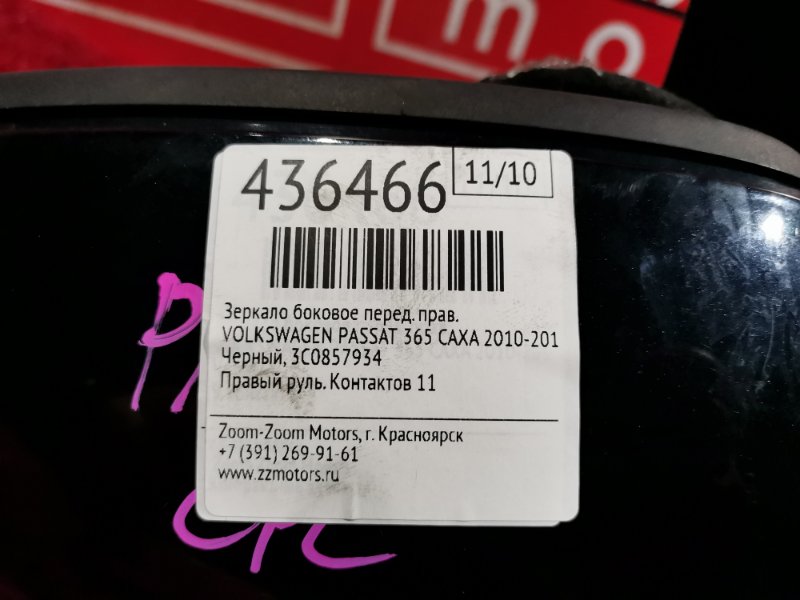 mo
436466
11/10
Зеркало боковое перед. прав.
VOLKSWAGEN PASSAT 365 CAXA 2010-201
Черный, 3C0857934
Правый руль. Контактов 11
Zoom-Zoom Motors, г. Красноярск
+7 (391) 269-91-61
www.zzmotors.ru